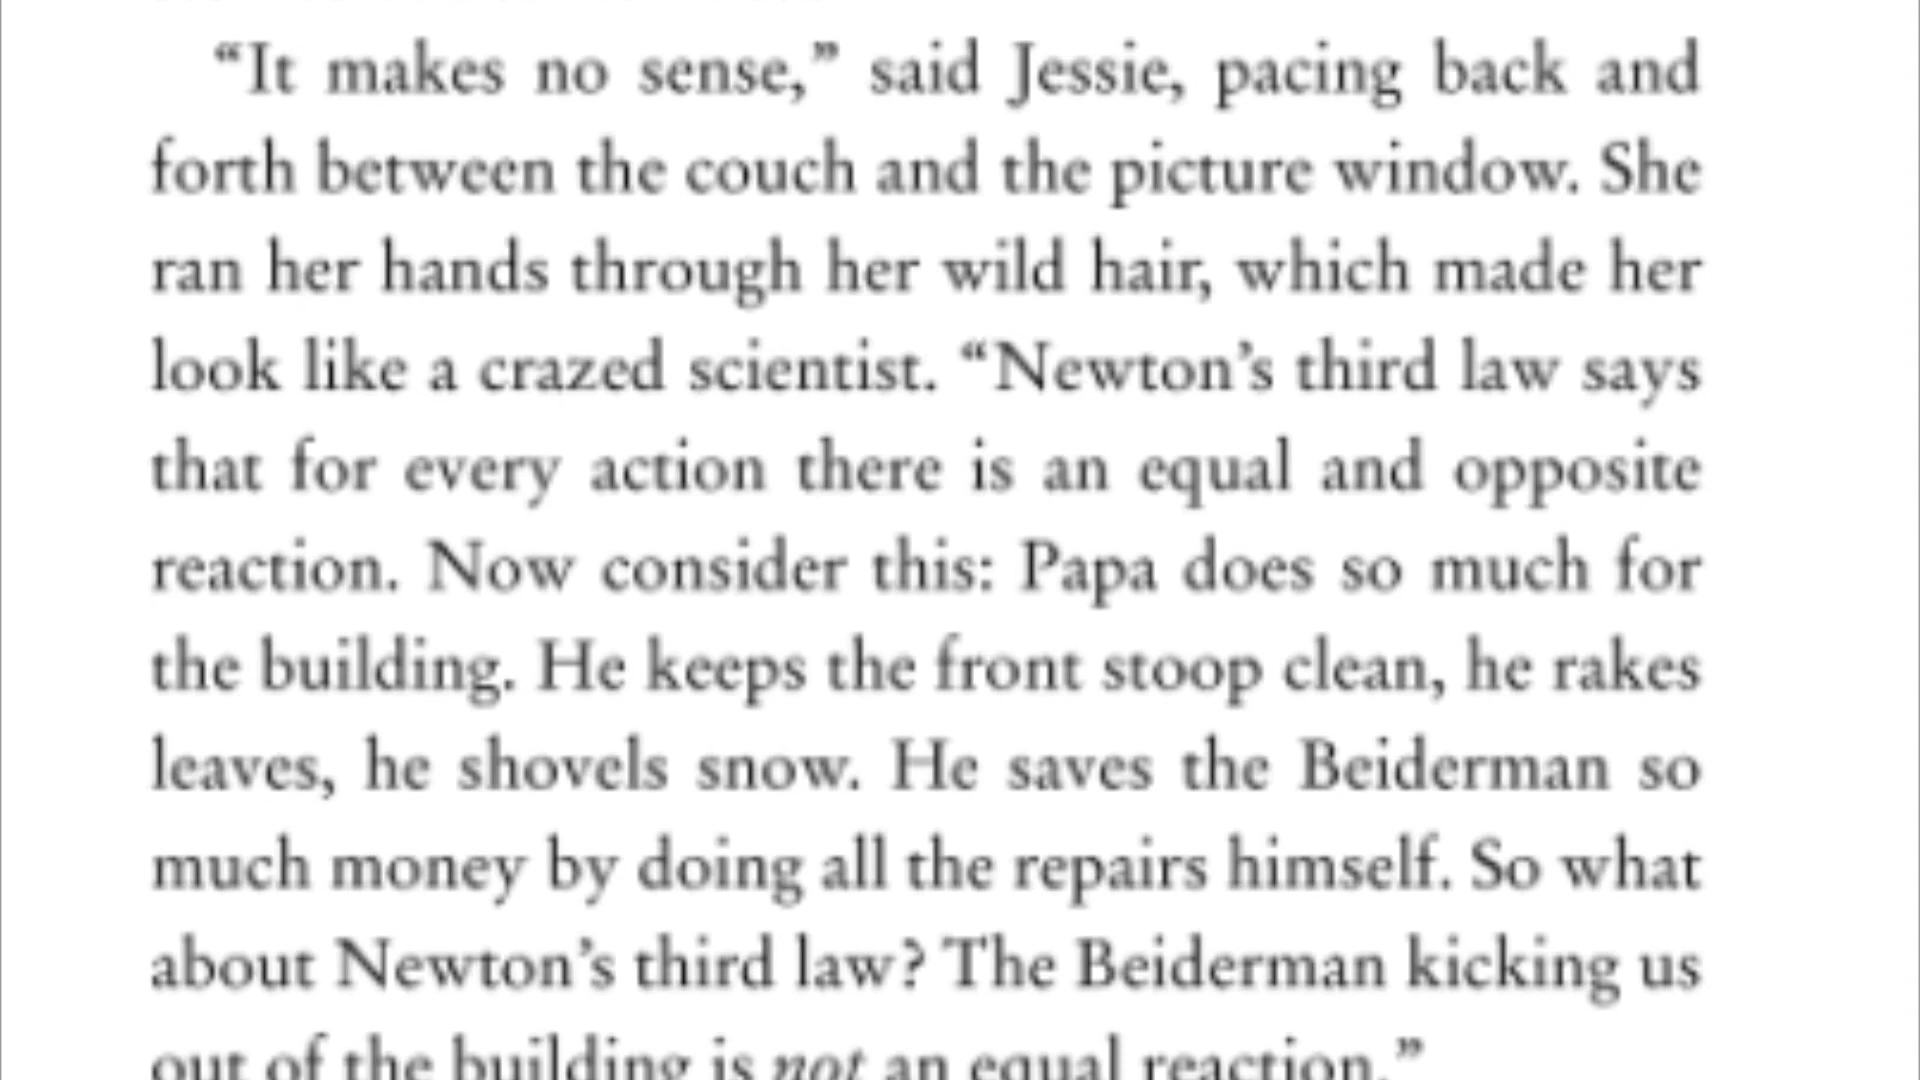 “It makes no sense,” said Jessie, pacing back and
forth between the couch and the picture window. She
ran her hands through her wild hair, which made her
look like a crazed scientist. “Newton’s third law says
that for every action there is an equal and opposite
reaction. Now consider this: Papa does so much for
the building. He keeps the front stoop clean, he rakes
leaves, he shovels snow. He saves the Beiderman so
much money by doing all the repairs himself. So what
about Newton’s third law? The Beiderman kicking us
out of the building is not an equal reaction.”